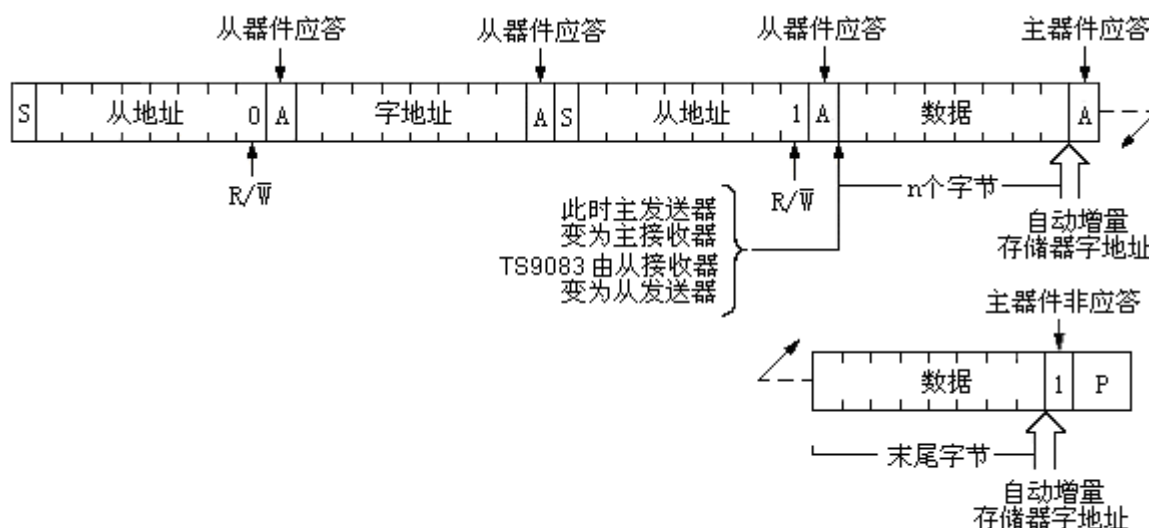 从器件应答 从器件应答 从器件应答 主器件应答
S 从地址 0 A 字地址 A S 从地址 1 A 数据 A
R/W̅ R/W̅ n个字节
此时主发送器
变为主接收器
TS9083 由从接收器
变为从发送器
自动增量
存储器字地址
主器件非应答
数据 1 P
末尾字节
自动增量
存储器字地址